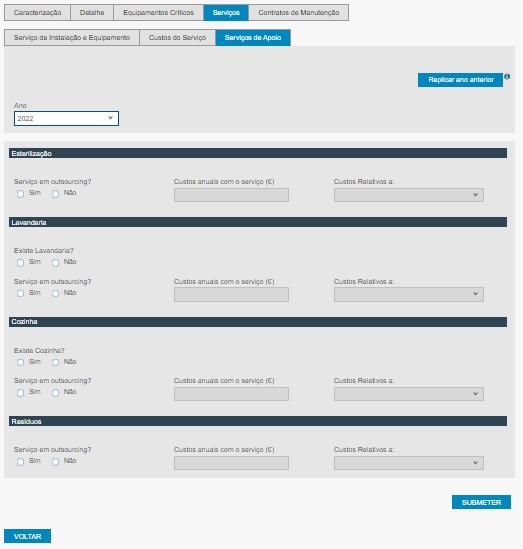 Caracterização Detalhe Equipamentos Críticos Serviços Contratos de Manutenção
Serviço de Instalação e Equipamento Custos do Serviço Serviços de Apoio
Replicar ano anterior
Ano
2022
Esterilização
Serviço em outsourcing? Custos anuais com o serviço (€) Custos Relativos a:
Sim Não
Lavandaria
Existe Lavandaria?
Sim Não
Serviço em outsourcing? Custos anuais com o serviço (€) Custos Relativos a:
Sim Não
Cozinha
Existe Cozinha?
Sim Não
Serviço em outsourcing? Custos anuais com o serviço (€) Custos Relativos a:
Sim Não
Resíduos
Serviço em outsourcing? Custos anuais com o serviço (€) Custos Relativos a:
Sim Não
SUBMETER
VOLTAR